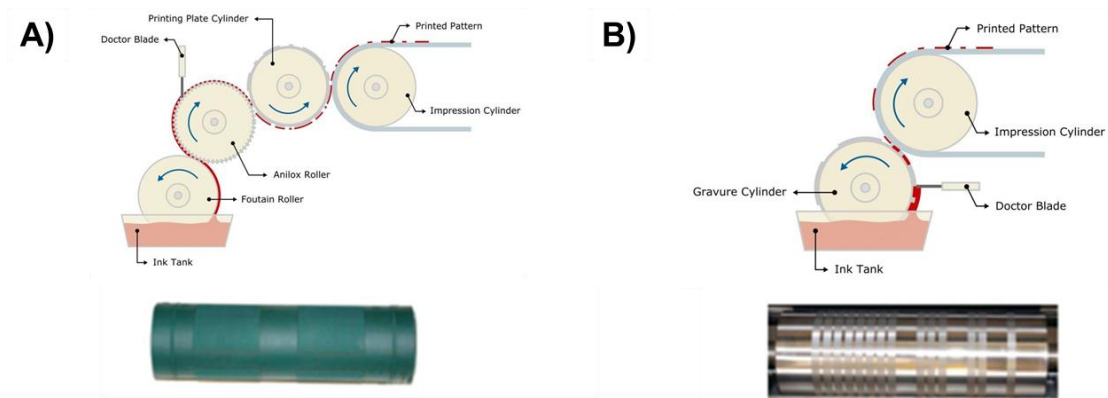 A)
Printing Plate Cylinder
Doctor Blade
Printed Pattern
Impression Cylinder
Anilox Roller
Foutain Roller
Ink Tank
B)
Printed Pattern
Impression Cylinder
Gravure Cylinder
Doctor Blade
Ink Tank